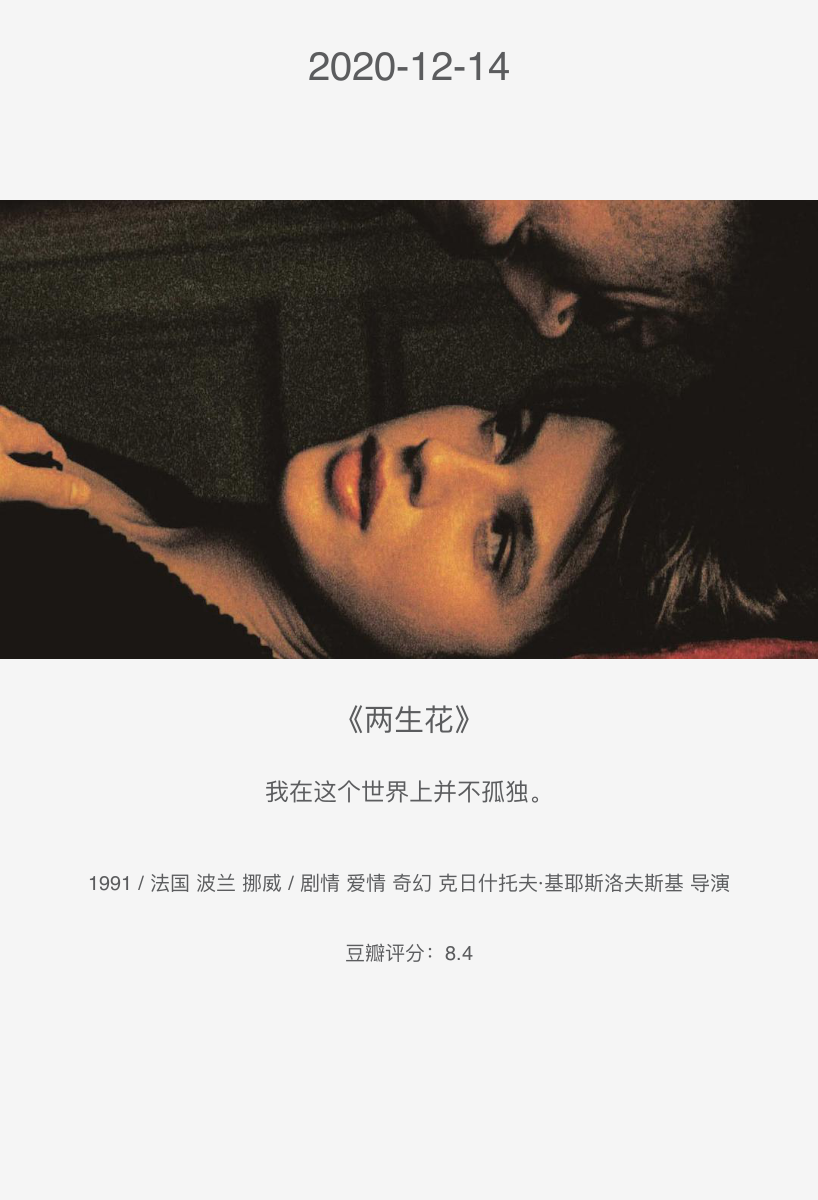 2020-12-14
《两生花》
我在这个世界上并不孤独。
1991 / 法国 波兰 挪威 / 剧情 爱情 奇幻 克日什托夫·基耶斯洛夫斯基 导演
豆瓣评分：8.4